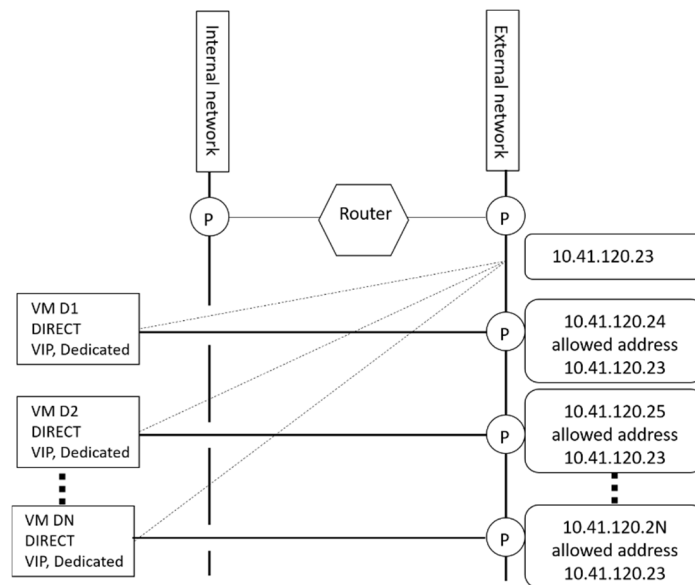 Internal network
External network
P
Router
P
10.41.120.23
VM D1
DIRECT
VIP, Dedicated
P
10.41.120.24
allowed address
10.41.120.23
VM D2
DIRECT
VIP, Dedicated
P
10.41.120.25
allowed address
10.41.120.23
VM DN
DIRECT
VIP, Dedicated
P
10.41.120.2N
allowed address
10.41.120.23